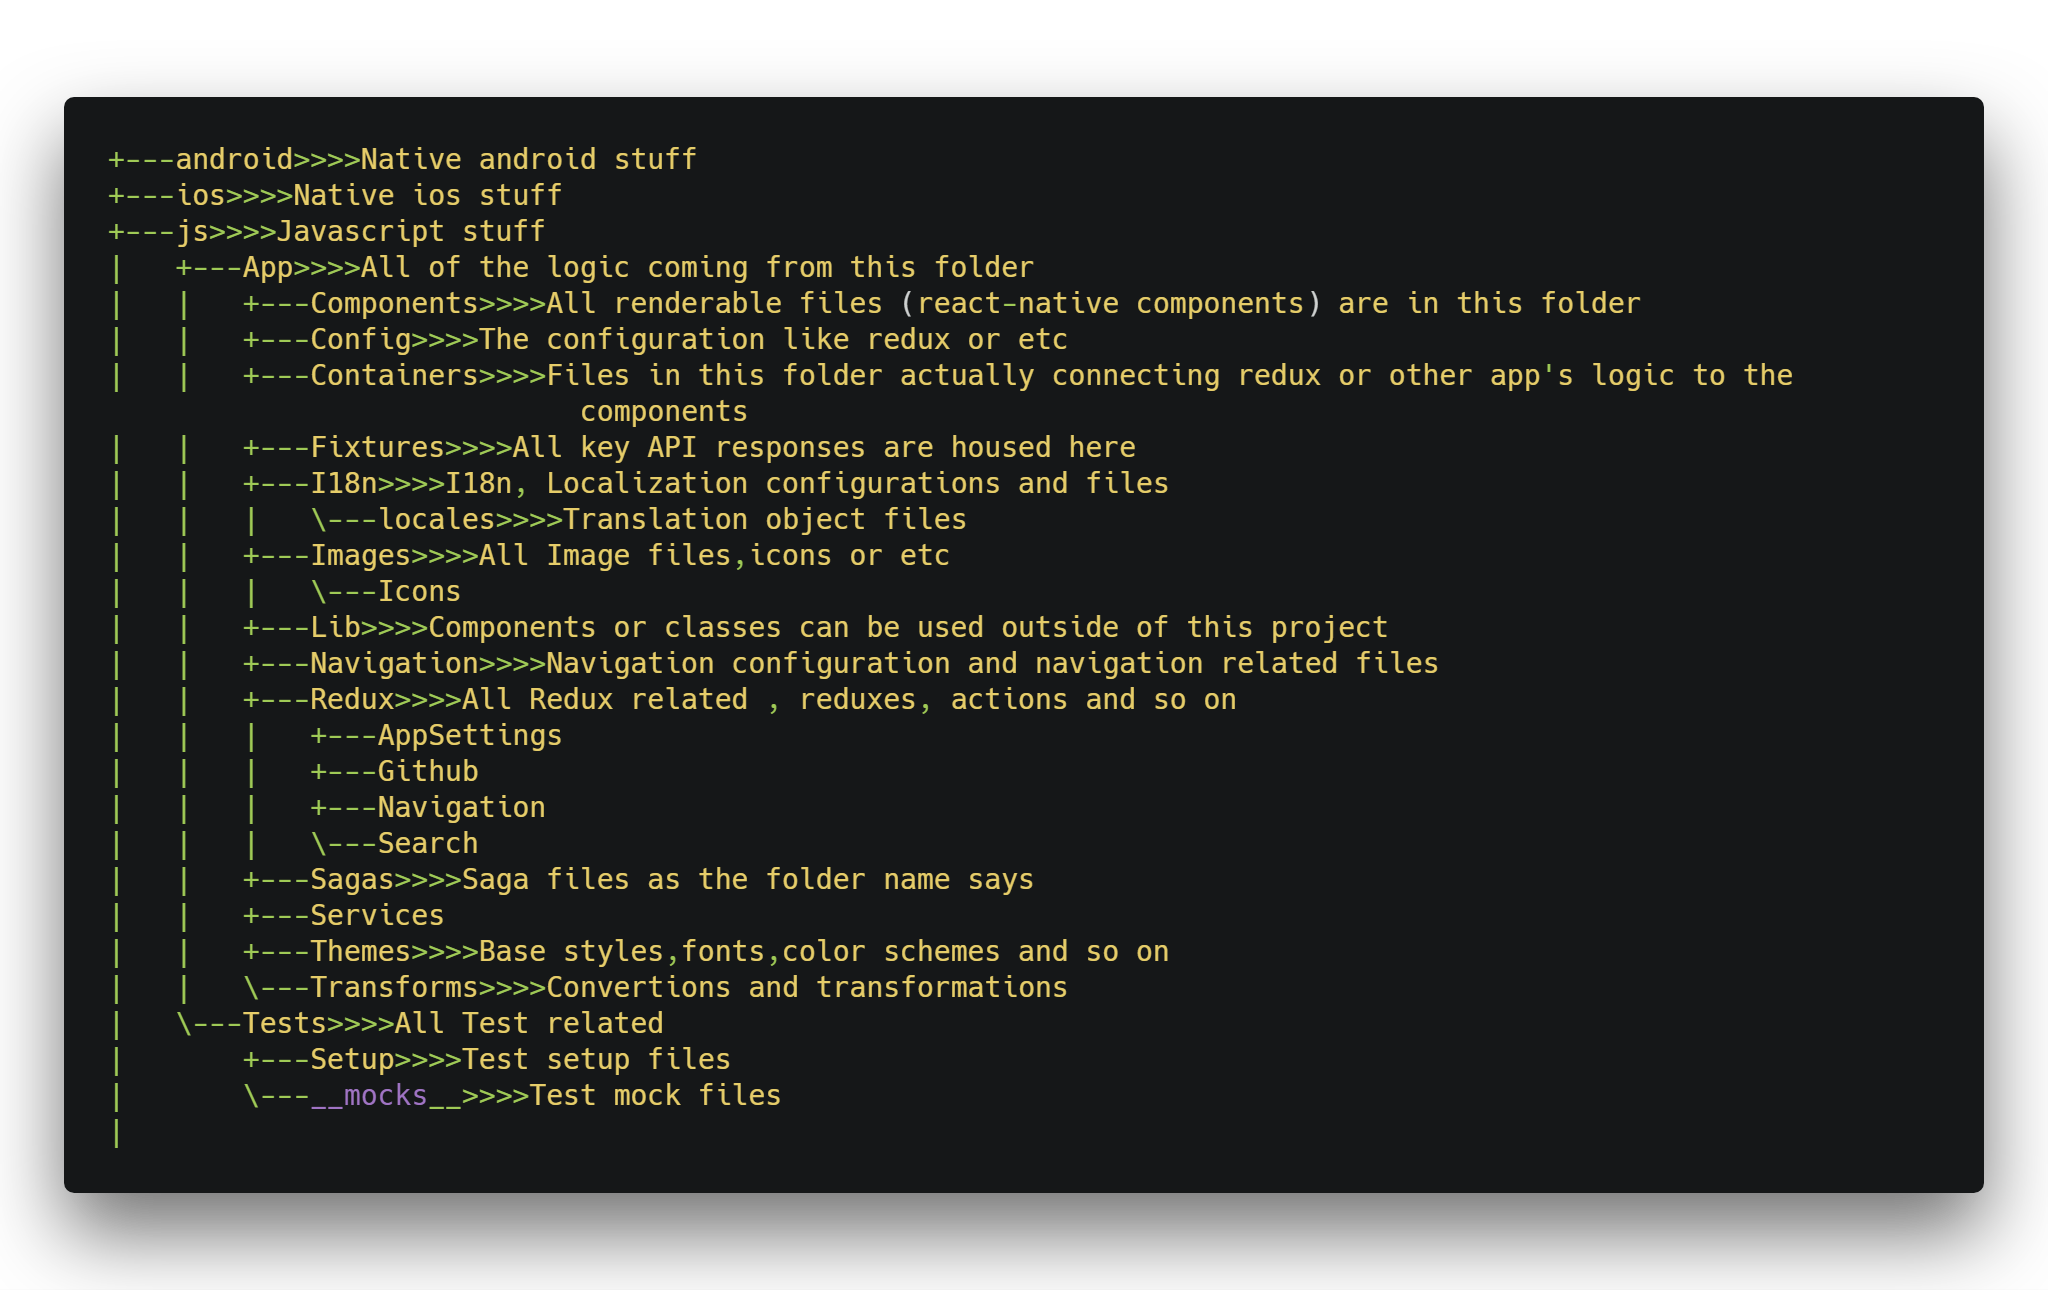 +---android>>>>Native android stuff
+---ios>>>>Native ios stuff
+---js>>>>Javascript stuff
|   +---App>>>>All of the logic coming from this folder
|   |   +---Components>>>>All renderable files (react-native components) are in this folder
|   |   +---Config>>>>The configuration like redux or etc
|   |   +---Containers>>>>Files in this folder actually connecting redux or other app's logic to the
                            components
|   |   +---Fixtures>>>>All key API responses are housed here
|   |   +---I18n>>>>I18n, Localization configurations and files
|   |   |   \---locales>>>>Translation object files
|   |   +---Images>>>>All Image files,icons or etc
|   |   |   \---Icons
|   |   +---Lib>>>>Components or classes can be used outside of this project
|   |   +---Navigation>>>>Navigation configuration and navigation related files
|   |   +---Redux>>>>All Redux related , reduxes, actions and so on
|   |   |   +---AppSettings
|   |   |   +---Github
|   |   |   +---Navigation
|   |   |   \---Search
|   |   +---Sagas>>>>Saga files as the folder name says
|   |   +---Services
|   |   +---Themes>>>>Base styles,fonts,color schemes and so on
|   |   \---Transforms>>>>Convertions and transformations
|   \---Tests>>>>All Test related
|       +---Setup>>>>Test setup files
|       \---__mocks__>>>>Test mock files
|